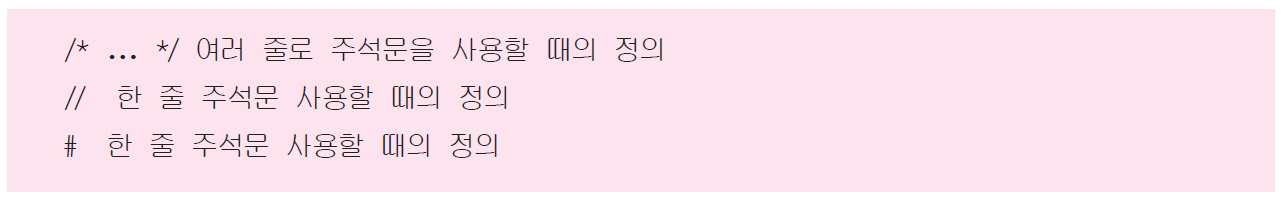 /* ... */ 여러 줄로 주석문을 사용할 때의 정의
// 한 줄 주석문 사용할 때의 정의
# 한 줄 주석문 사용할 때의 정의